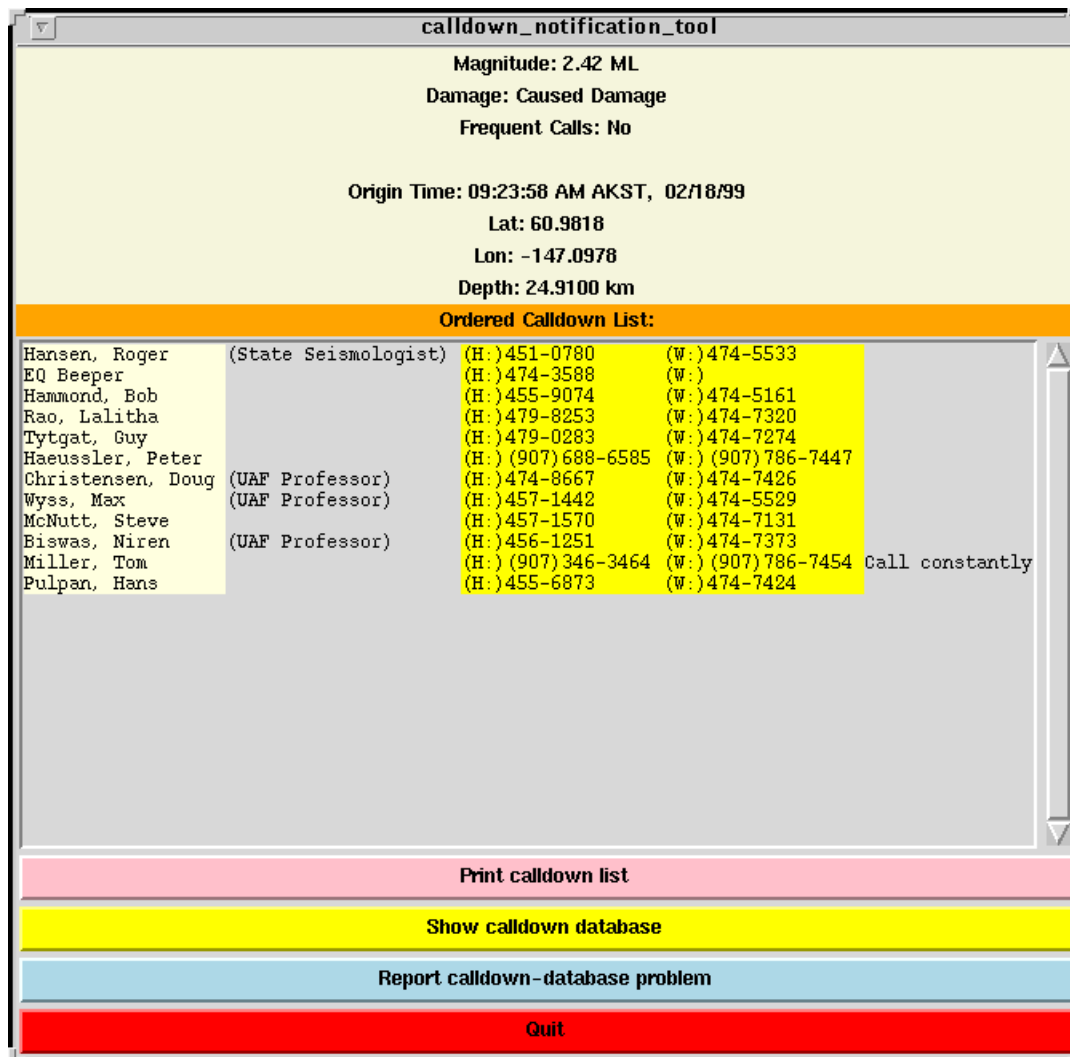 calldown_notification_tool
Magnitude: 2.42 ML
Damage: Caused Damage
Frequent Calls: No
Origin Time: 09:23:58 AM AKST,  02/18/99
Lat: 60.9818
Lon: -147.0978
Depth: 24.9100 km
Ordered Calldown List:
Hansen, Roger (State Seismologist) (H:)451-0780 (W:)474-5533
EQ Beeper (H:)474-3588 (W:)
Hammond, Bob (H:)455-9074 (W:)474-5161
Rao, Lalitha (H:)479-8253 (W:)474-7320
Tytgat, Guy (H:)479-0283 (W:)474-7274
Haeussler, Peter (H:)(907)688-6585 (W:)(907)786-7447
Christensen, Doug (UAF Professor) (H:)474-8667 (W:)474-7426
Wyss, Max (UAF Professor) (H:)457-1442 (W:)474-5529
McNutt, Steve (H:)457-1570 (W:)474-7131
Biswas, Niren (UAF Professor) (H:)456-1251 (W:)474-7373
Miller, Tom (H:)(907)346-3464 (W:)(907)786-7454 Call constantly
Pulpan, Hans (H:)455-6873 (W:)474-7424
Print calldown list
Show calldown database
Report calldown-database problem
Quit